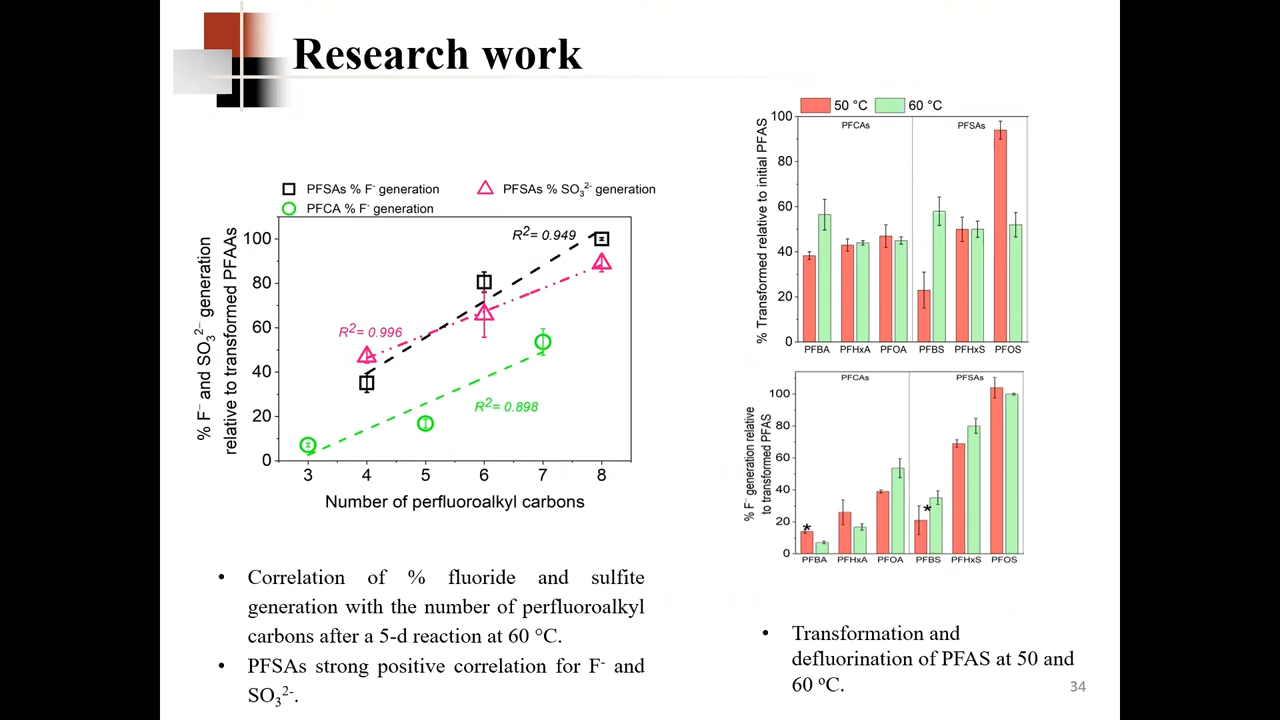 Research work
PFSAs % F⁻ generation
PFSAs % SO₃²⁻ generation
PFCA % F⁻ generation
% F⁻ and SO₃²⁻ generation
relative to transformed PFAAs
100
80
60
40
20
0
R²= 0.949
R²= 0.996
R²= 0.898
3 4 5 6 7 8
Number of perfluoroalkyl carbons
• Correlation of % fluoride and sulfite
generation with the number of perfluoroalkyl
carbons after a 5-d reaction at 60 °C.
• PFSAs strong positive correlation for F⁻ and
SO₃²⁻.
50 °C 60 °C
% Transformed relative to initial PFAS
100
80
60
40
20
0
PFCAs PFSAs
PFBA PFHxA PFOA PFBS PFHxS PFOS
% F⁻ generation relative
to transformed PFAS
100
80
60
40
20
0
PFCAs PFSAs
* *
PFBA PFHxA PFOA PFBS PFHxS PFOS
• Transformation and
defluorination of PFAS at 50 and
60 ºC.
34